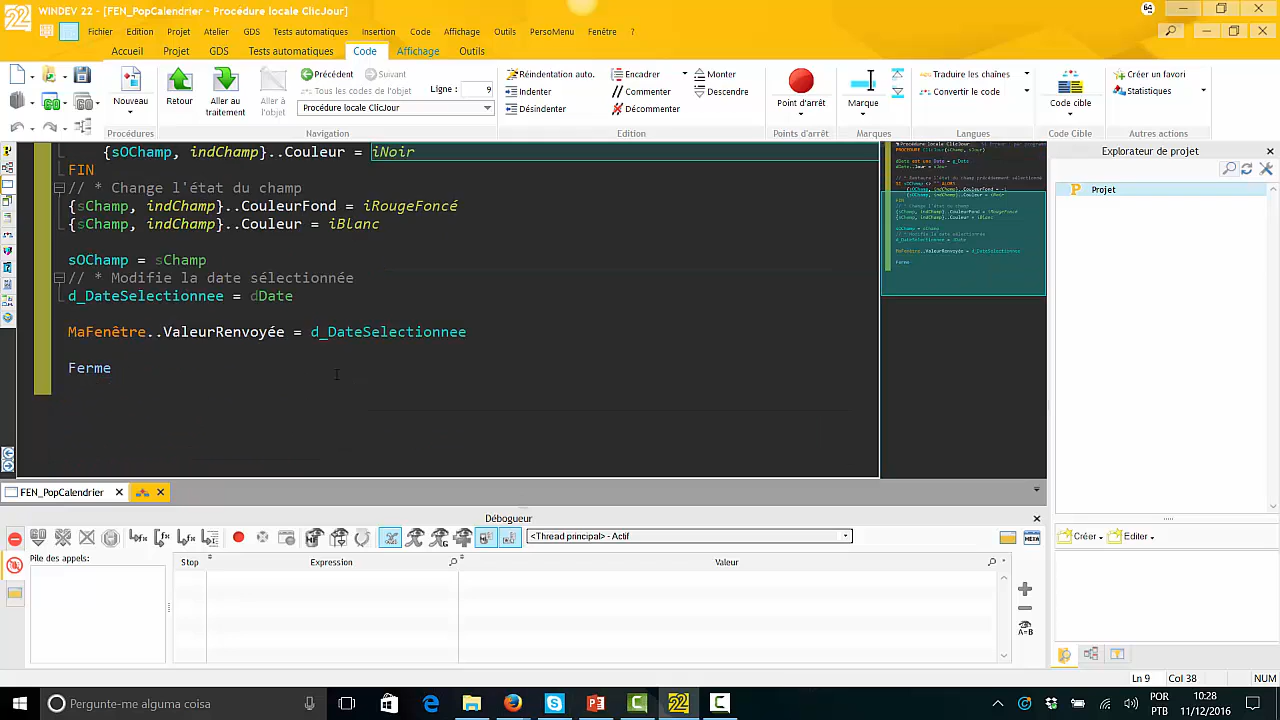 WINDEV 22 - [FEN_PopCalendrier - Procédure locale ClicJour]
64
Fichier Edition Projet Atelier GDS Tests automatiques Insertion Code Affichage Outils PersoMenu Fenêtre ?
Accueil Projet GDS Tests automatiques Code Affichage Outils
Réindentation auto. Encadrer Monter Traduire les chaînes Créer un favori
Précédent Suivant
Tous les codes d'objet Ligne : 9
Indenter Commenter Descendre Convertir le code Statistiques
Nouveau Retour Aller au traitement Aller à l'objet Procédure locale ClicJour
Désindenter Décommenter Point d'arrêt Marque Code cible
Procédures Navigation Edition Points d'arrêt Marques Langues Code Cible Autres actions
{sOChamp, indChamp}..Couleur = iNoir
FIN
// * Change l'état du champ
{sChamp, indChamp}..CouleurFond = iRougeFoncé
{sChamp, indChamp}..Couleur = iBlanc
sOChamp = sChamp
// * Modifie la date sélectionnée
d_DateSelectionnee = dDate
MaFenêtre..ValeurRenvoyée = d_DateSelectionnee
Ferme
Explorateur de projet
Projet
FEN_PopCalendrier
Débogueur
<Thread principal> - Actif
Créer Editer
Pile des appels:
Stop Expression Valeur
A=B
META
Ln 9 Col 38 NUM
Pergunte-me alguma coisa
22
POR
PTB
10:28
11/12/2016